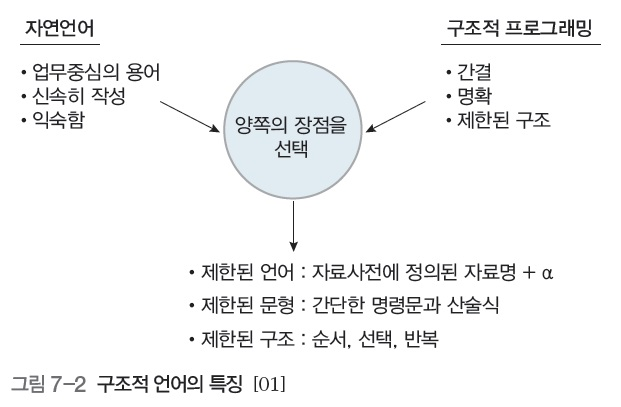 자연언어
• 업무중심의 용어
• 신속히 작성
• 익숙함
구조적 프로그래밍
• 간결
• 명확
• 제한된 구조
양쪽의 장점을
선택
• 제한된 언어 : 자료사전에 정의된 자료명 + α
• 제한된 문형 : 간단한 명령문과 산술식
• 제한된 구조 : 순서, 선택, 반복
그림 7-2 구조적 언어의 특징 [01]